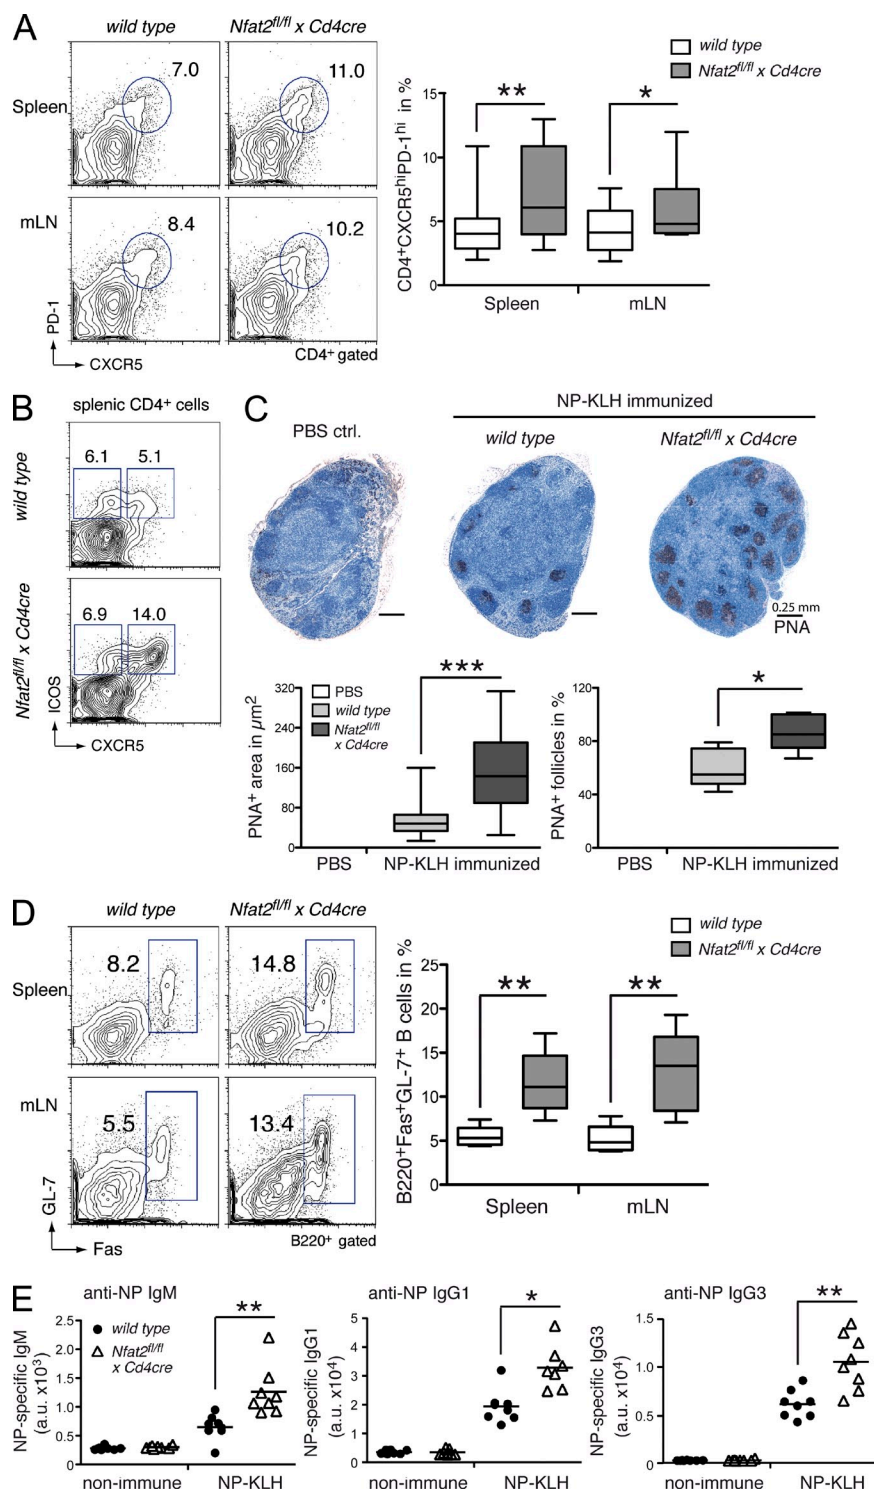 A
wild type
Nfat2fl/fl x Cd4cre
7.0
11.0
Spleen
mLN
8.4
10.2
PD-1
CXCR5
CD4+ gated
wild type
Nfat2fl/fl x Cd4cre
CD4+CXCR5hiPD-1hi in %
15
10
5
0
**
*
Spleen
mLN
B
splenic CD4+ cells
wild type
6.1
5.1
Nfat2fl/fl x Cd4cre
6.9
14.0
ICOS
CXCR5
C
NP-KLH immunized
PBS ctrl.
wild type
Nfat2fl/fl x Cd4cre
0.25 mm
PNA
PNA+ area in µm2
320
240
160
80
0
PBS
wild type
Nfat2fl/fl
x Cd4cre
***
PBS
NP-KLH immunized
PNA+ follicles in %
120
80
40
0
*
PBS
NP-KLH immunized
D
wild type
Nfat2fl/fl x Cd4cre
Spleen
8.2
14.8
mLN
5.5
13.4
GL-7
Fas
B220+ gated
wild type
Nfat2fl/fl x Cd4cre
B220+Fas+GL-7+ B cells in %
25
20
15
10
5
0
**
**
Spleen
mLN
E
anti-NP IgM
NP-specific IgM
(a.u. x103)
2.5
2.0
1.5
1.0
0.5
0
wild type
Nfat2fl/fl
x Cd4cre
**
non-immune
NP-KLH
anti-NP IgG1
NP-specific IgG1
(a.u. x104)
5
4
3
2
1
0
*
non-immune
NP-KLH
anti-NP IgG3
NP-specific IgG3
(a.u. x104)
1.5
1.0
0.5
0
**
non-immune
NP-KLH